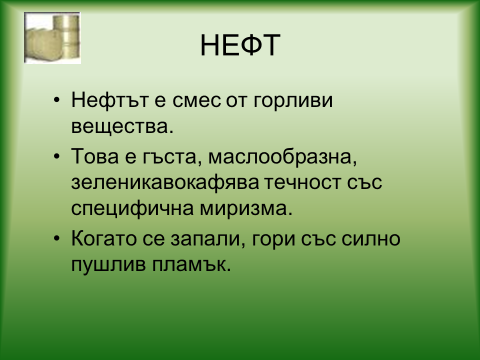 НЕФТ
• Нефтът е смес от горливи
вещества.
• Това е гъста, маслообразна,
зеленикавокафява течност със
специфична миризма.
• Когато се запали, гори със силно
пушлив пламък.